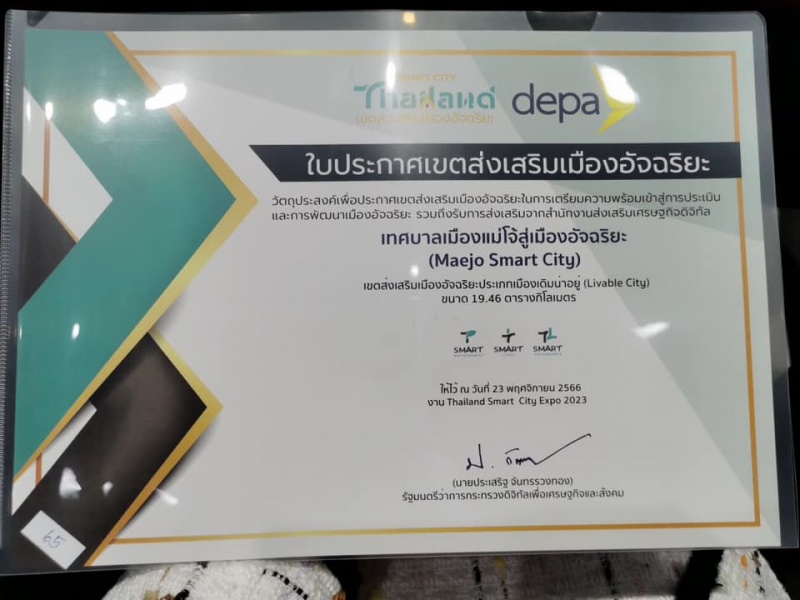 SMART CITY
Thailand
เขตส่งเสริมเมืองอัจฉริยะ
depa
ใบประกาศเขตส่งเสริมเมืองอัจฉริยะ
วัตถุประสงค์เพื่อประกาศเขตส่งเสริมเมืองอัจฉริยะในการเตรียมความพร้อมเข้าสู่การประเมิน
และการพัฒนาเมืองอัจฉริยะ รวมถึงรับการส่งเสริมจากสำนักงานส่งเสริมเศรษฐกิจดิจิทัล
เทศบาลเมืองแม่โจ้สู่เมืองอัจฉริยะ
(Maejo Smart City)
เขตส่งเสริมเมืองอัจฉริยะประเภทเมืองเดิมน่าอยู่ (Livable City)
ขนาด 19.46 ตารางกิโลเมตร
SMART SMART SMART
ให้ไว้ ณ วันที่ 23 พฤศจิกายน 2566
งาน Thailand Smart City Expo 2023
(นายประเสริฐ จันทรรวงทอง)
รัฐมนตรีว่าการกระทรวงดิจิทัลเพื่อเศรษฐกิจและสังคม
65